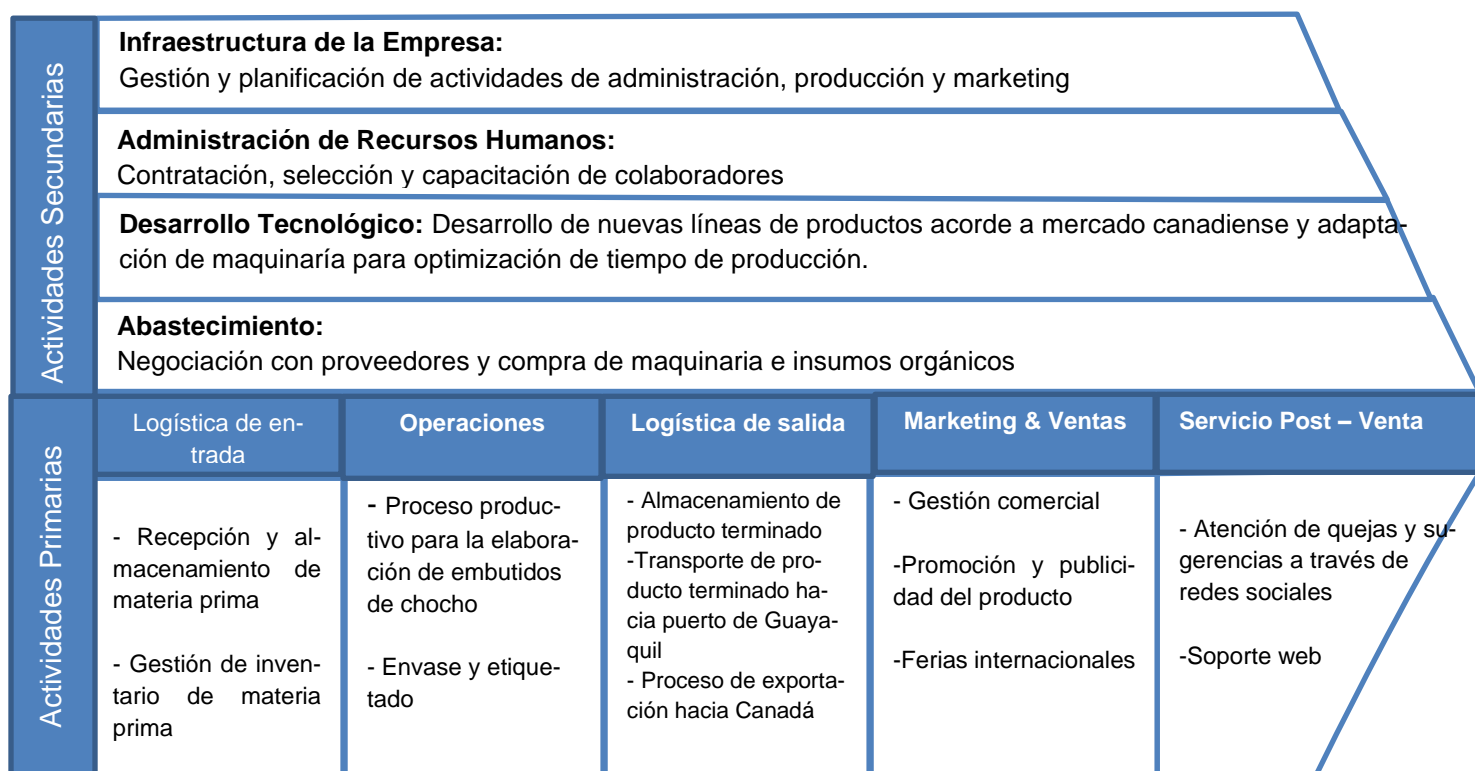 Actividades Secundarias
Infraestructura de la Empresa:
Gestión y planificación de actividades de administración, producción y marketing
Administración de Recursos Humanos:
Contratación, selección y capacitación de colaboradores
Desarrollo Tecnológico: Desarrollo de nuevas líneas de productos acorde a mercado canadiense y adapta-
ción de maquinaría para optimización de tiempo de producción.
Abastecimiento:
Negociación con proveedores y compra de maquinaria e insumos orgánicos
Actividades Primarias
Logística de en-
trada
- Recepción y al-
macenamiento de
materia prima
- Gestión de inven-
tario de materia
prima
Operaciones
- Proceso produc-
tivo para la elabora-
ción de embutidos
de chocho
- Envase y etique-
tado
Logística de salida
- Almacenamiento de
producto terminado
-Transporte de pro-
ducto terminado ha-
cia puerto de Guaya-
quil
- Proceso de exporta-
ción hacia Canadá
Marketing & Ventas
- Gestión comercial
-Promoción y publici-
dad del producto
-Ferias internacionales
Servicio Post – Venta
- Atención de quejas y su-
gerencias a través de
redes sociales
-Soporte web